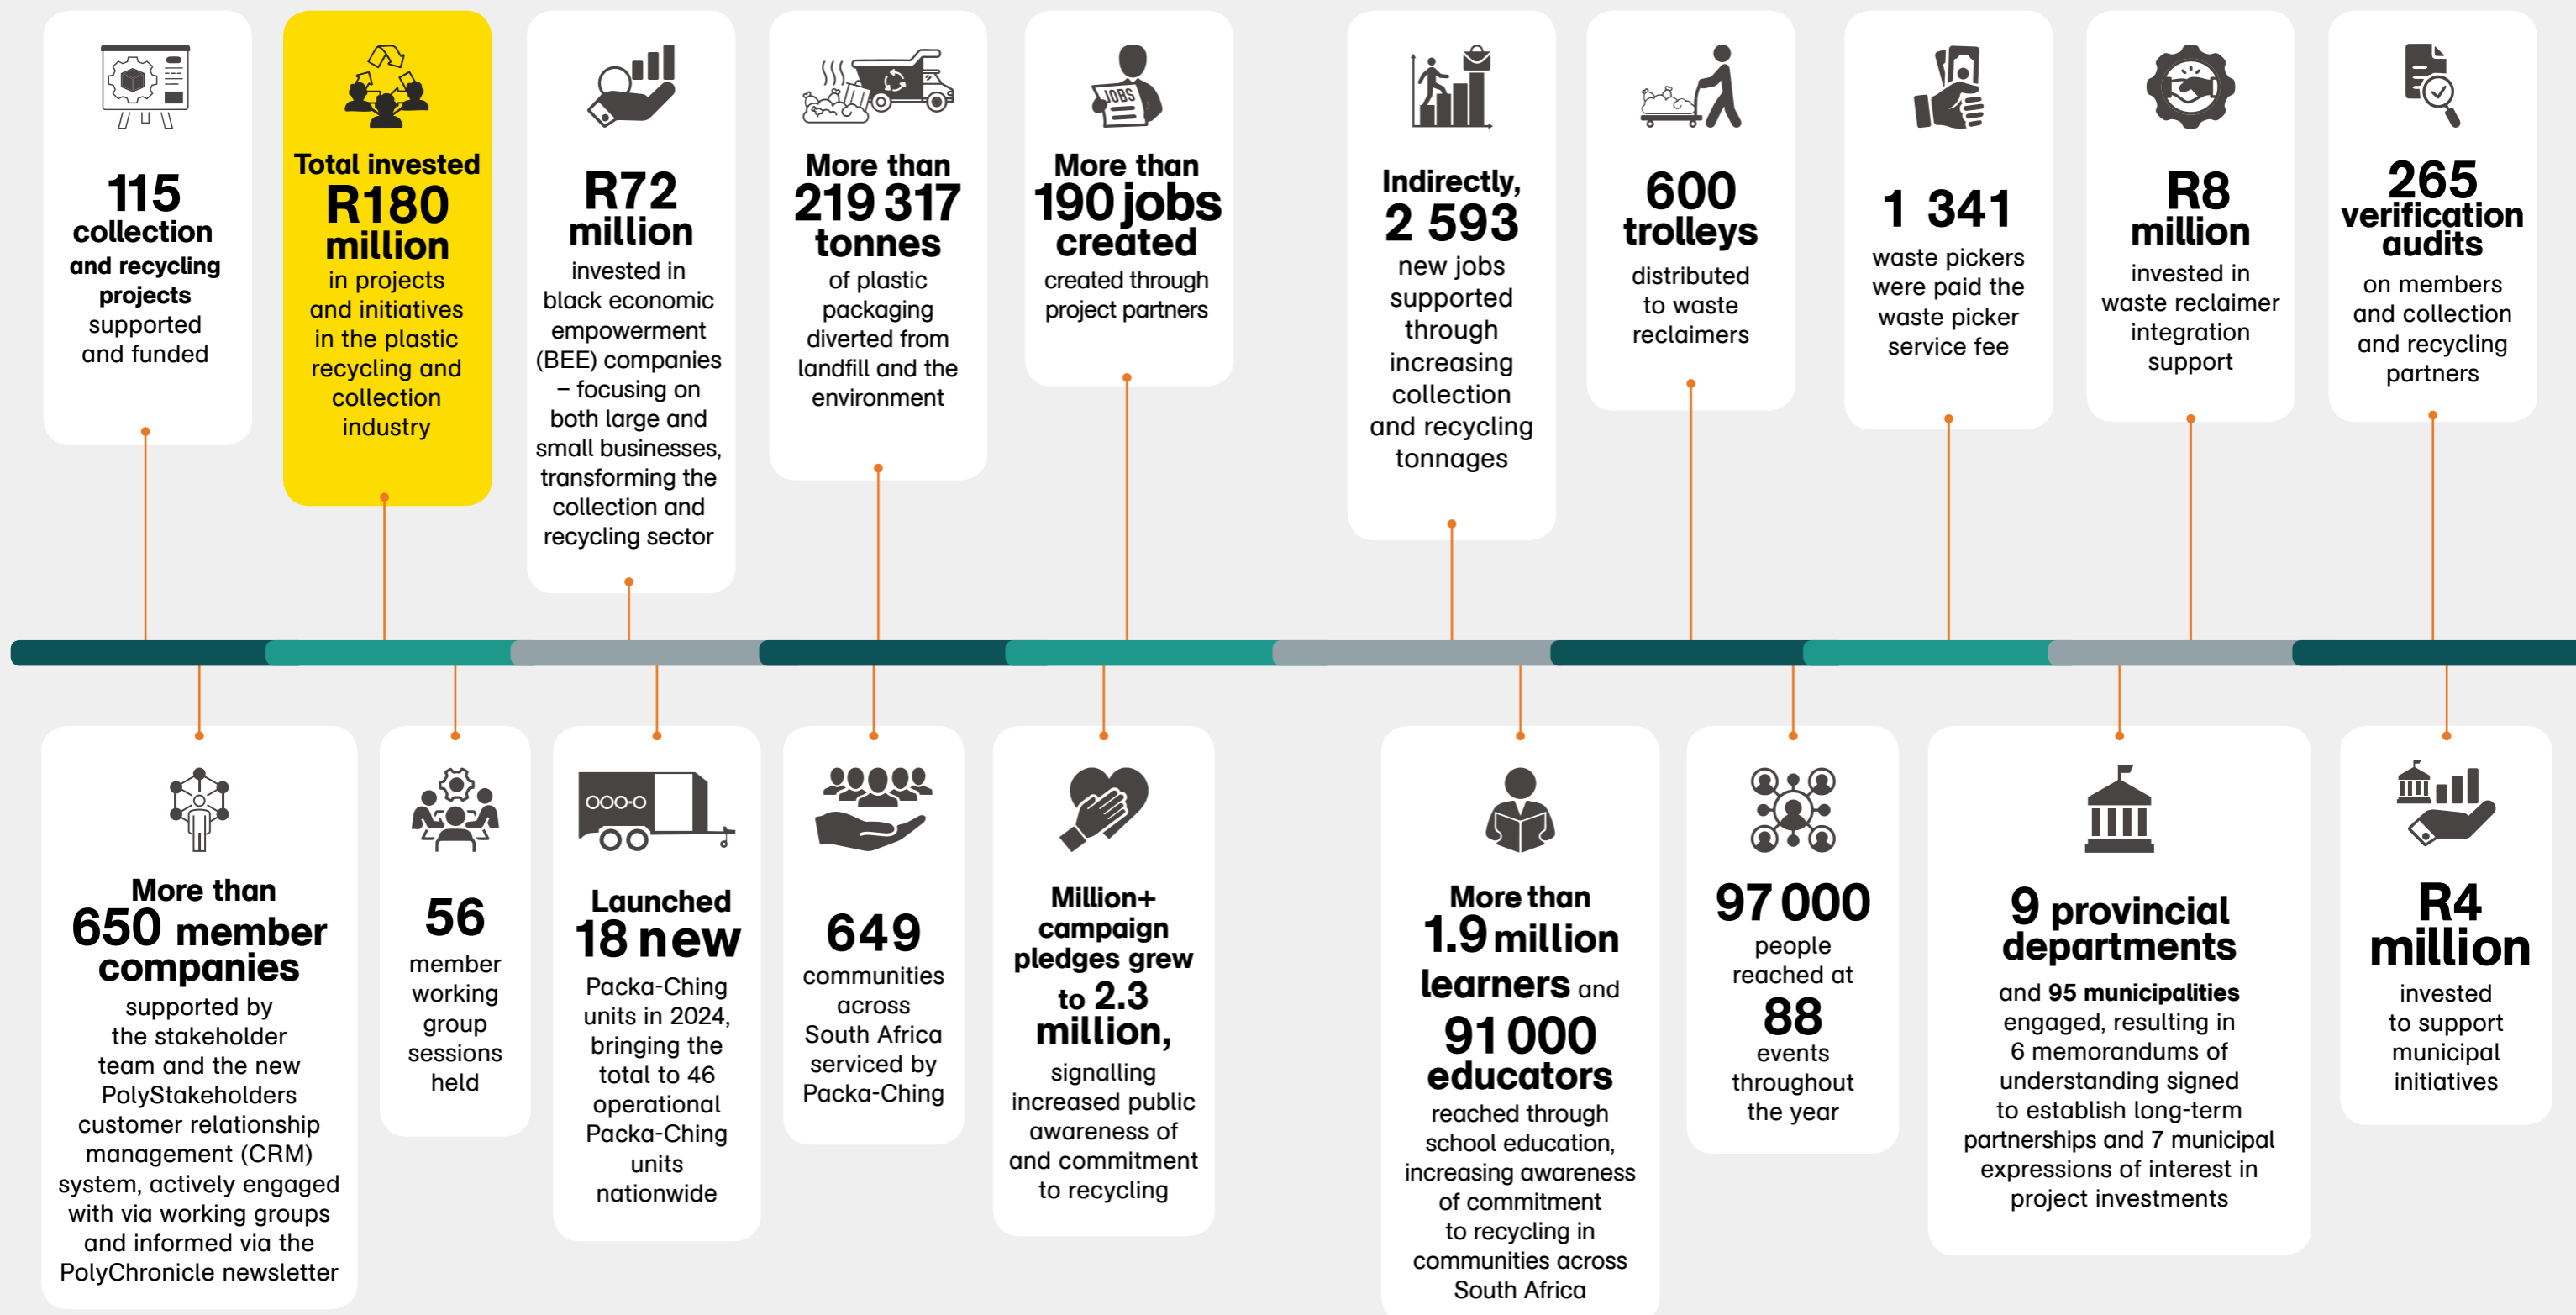 115
collection
and recycling
projects
supported
and funded
Total invested
R180
million
in projects
and initiatives
in the plastic
recycling and
collection
industry
R72
million
invested in
black economic
empowerment
(BEE) companies
– focusing on
both large and
small businesses,
transforming the
collection and
recycling sector
More than
219 317
tonnes
of plastic
packaging
diverted from
landfill and the
environment
JOBS
More than
190 jobs
created
created through
project partners
Indirectly,
2 593
new jobs
supported
through
increasing
collection
and recycling
tonnages
600
trolleys
distributed
to waste
reclaimers
1 341
waste pickers
were paid the
waste picker
service fee
R8
million
invested in
waste reclaimer
integration
support
265
verification
audits
on members
and collection
and recycling
partners
More than
650 member
companies
supported by
the stakeholder
team and the new
PolyStakeholders
customer relationship
management (CRM)
system, actively engaged
with via working groups
and informed via the
PolyChronicle newsletter
56
member
working
group
sessions
held
Launched
18 new
Packa-Ching
units in 2024,
bringing the
total to 46
operational
Packa-Ching
units
nationwide
649
communities
across
South Africa
serviced by
Packa-Ching
Million+
campaign
pledges grew
to 2.3
million,
signalling
increased public
awareness of
and commitment
to recycling
More than
1.9 million
learners and
91 000
educators
reached through
school education,
increasing awareness
of commitment
to recycling in
communities across
South Africa
97 000
people
reached at
88
events
throughout
the year
9 provincial
departments
and 95 municipalities
engaged, resulting in
6 memorandums of
understanding signed
to establish long-term
partnerships and 7 municipal
expressions of interest in
project investments
R4
million
invested
to support
municipal
initiatives